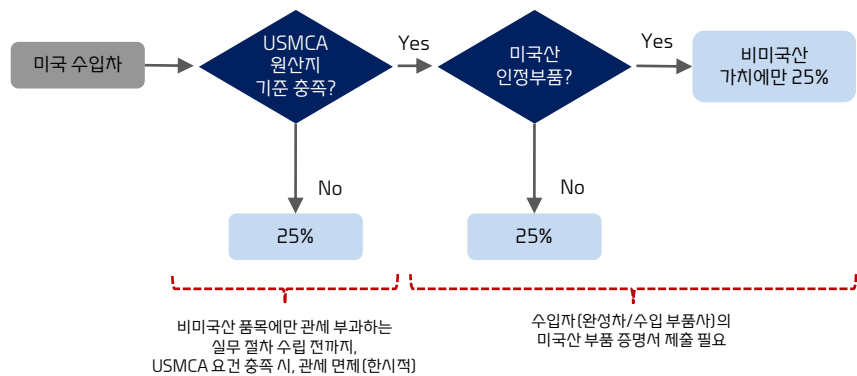 미국 수입차
USMCA
원산지
기준 충족?
Yes
미국산
인정부품?
Yes
비미국산
가치에만 25%
No
No
25%
25%
비미국산 품목에만 관세 부과하는
실무 절차 수립 전까지,
USMCA 요건 충족 시, 관세 면제(한시적)
수입자(완성차/수입 부품사)의
미국산 부품 증명서 제출 필요